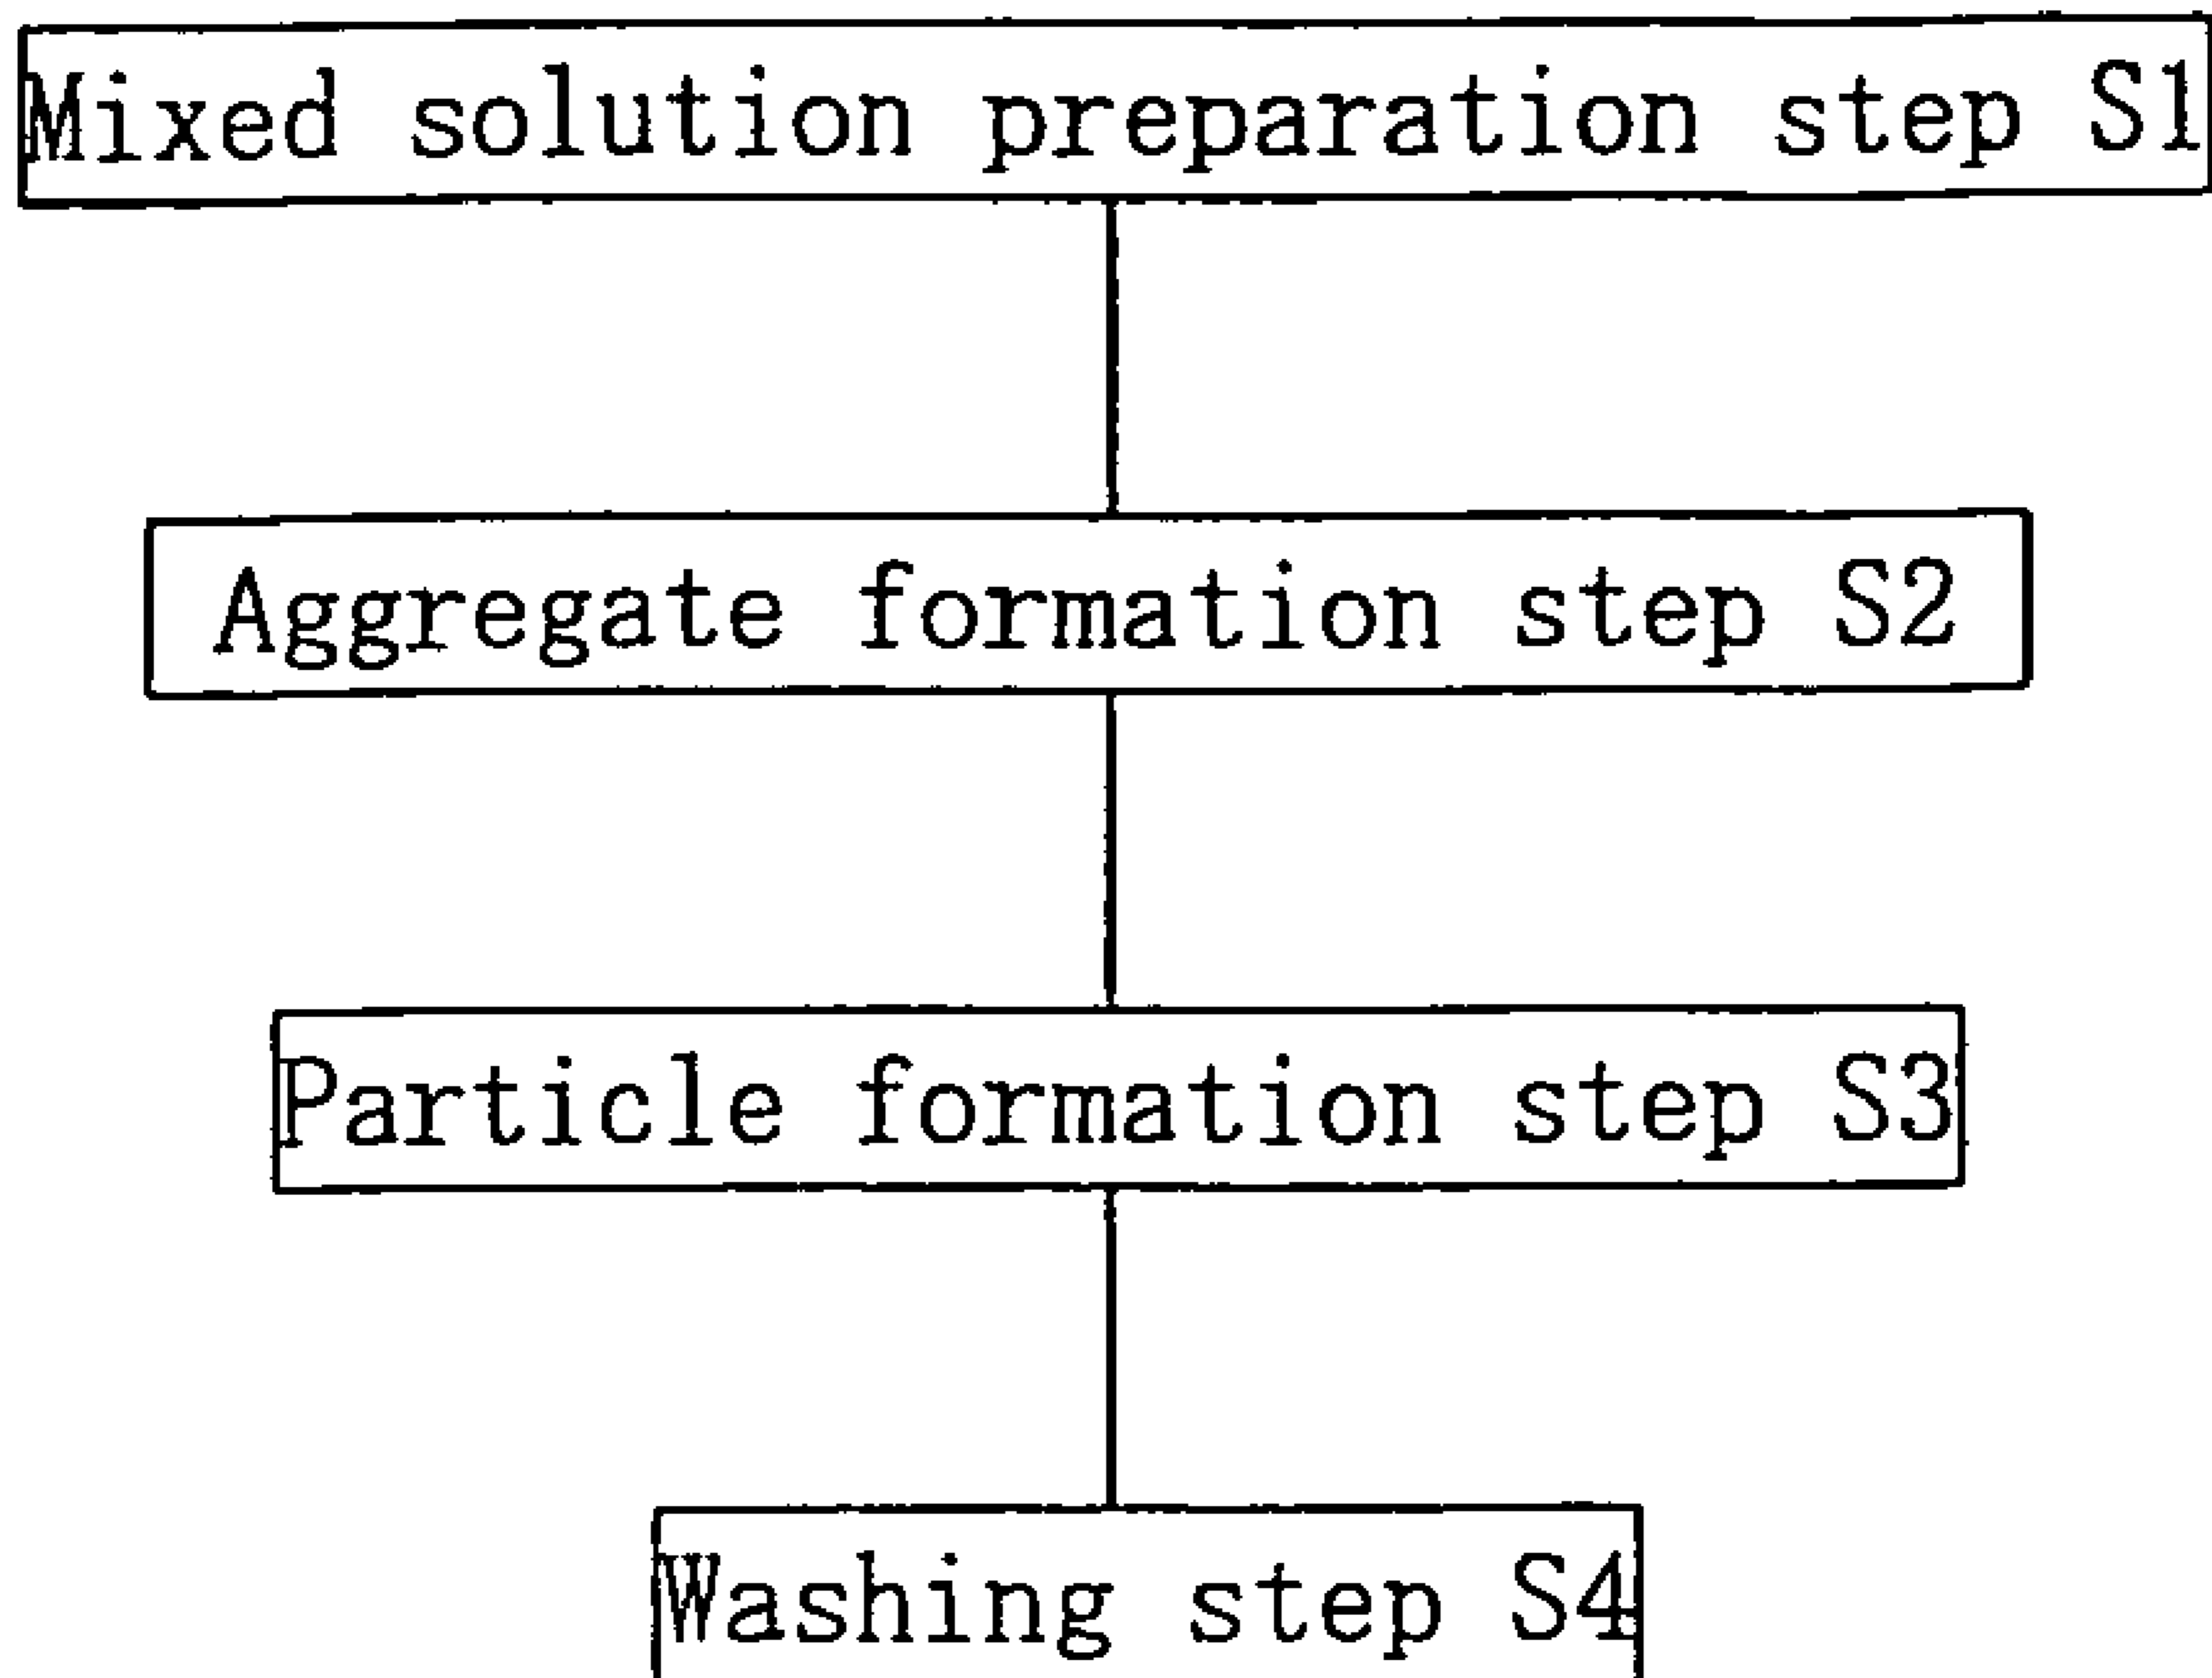 Mixed solution preparation step S1
Aggregate formation step S2
Particle formation step S3
Washing step S4